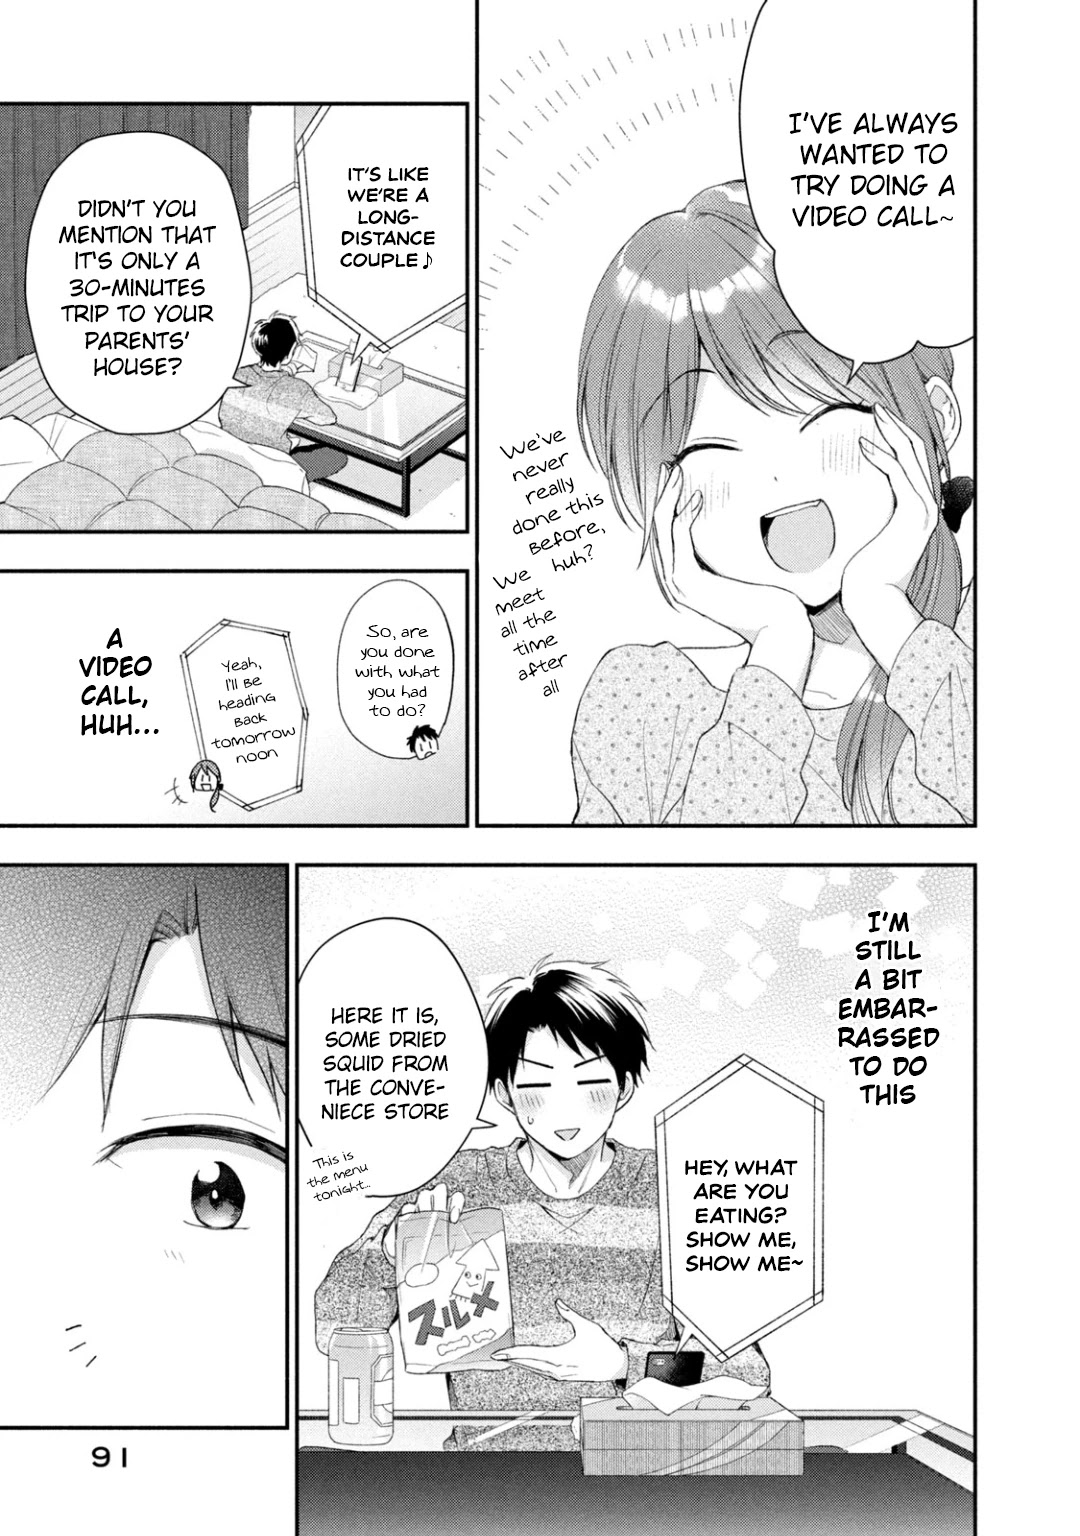 I'VE ALWAYS
WANTED TO
TRY DOING A
VIDEO CALL~
We've
never
really
done this
before,
huh?
We
meet
all the
time
after
all
IT'S LIKE
WE'RE A
LONG-
DISTANCE
COUPLE♪
DIDN'T YOU
MENTION THAT
IT'S ONLY A
30-MINUTES
TRIP TO YOUR
PARENTS'
HOUSE?
So, are
you done
with what
you had
to do?
Yeah,
I'll be
heading
back
tomorrow
noon
A
VIDEO
CALL,
HUH...
I'M
STILL
A BIT
EMBAR-
RASSED
TO DO
THIS
HEY, WHAT
ARE YOU
EATING?
SHOW ME,
SHOW ME~
HERE IT IS,
SOME DRIED
SQUID FROM
THE CONVE-
NIECE STORE
This is
the menu
tonight...
スルメ
91